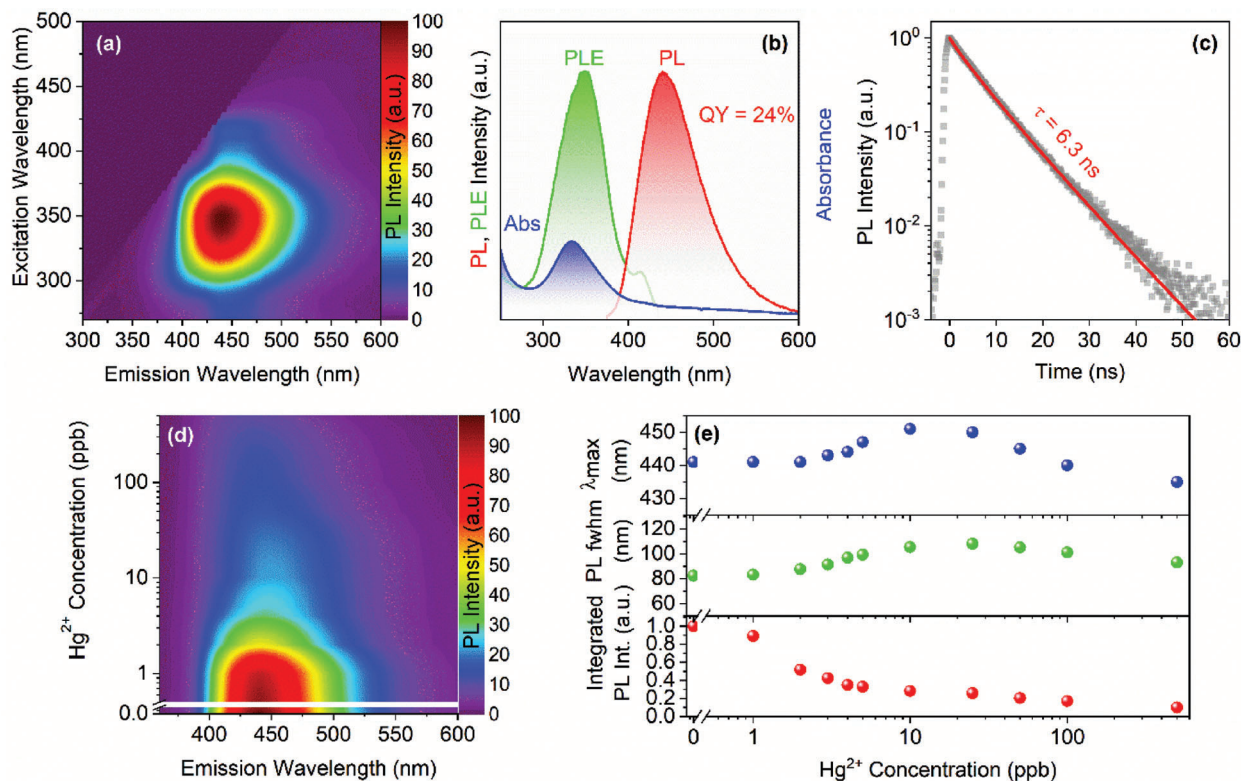 (a)
500
450
400
350
300
Excitation Wavelength (nm)
300 350 400 450 500 550 600
Emission Wavelength (nm)
100
90
80
70
60
50
40
30
20
10
0
PL Intensity (a.u.)
(b)
PLE
PL
QY = 24%
Abs
PL, PLE Intensity (a.u.)
Absorbance
300 400 500 600
Wavelength (nm)
(c)
10⁰
10⁻¹
10⁻²
10⁻³
PL Intensity (a.u.)
τ = 6.3 ns
0 10 20 30 40 50 60
Time (ns)
(d)
100
10
1
0.0
Hg²⁺ Concentration (ppb)
400 450 500 550 600
Emission Wavelength (nm)
100
90
80
70
60
50
40
30
20
10
0
PL Intensity (a.u.)
(e)
λmax
(nm)
450
440
430
PL fwhm
(nm)
120
100
80
60
Integrated
PL Int. (a.u.)
1.0
0.8
0.6
0.4
0.2
0.0
0 1 10 100
Hg²⁺ Concentration (ppb)